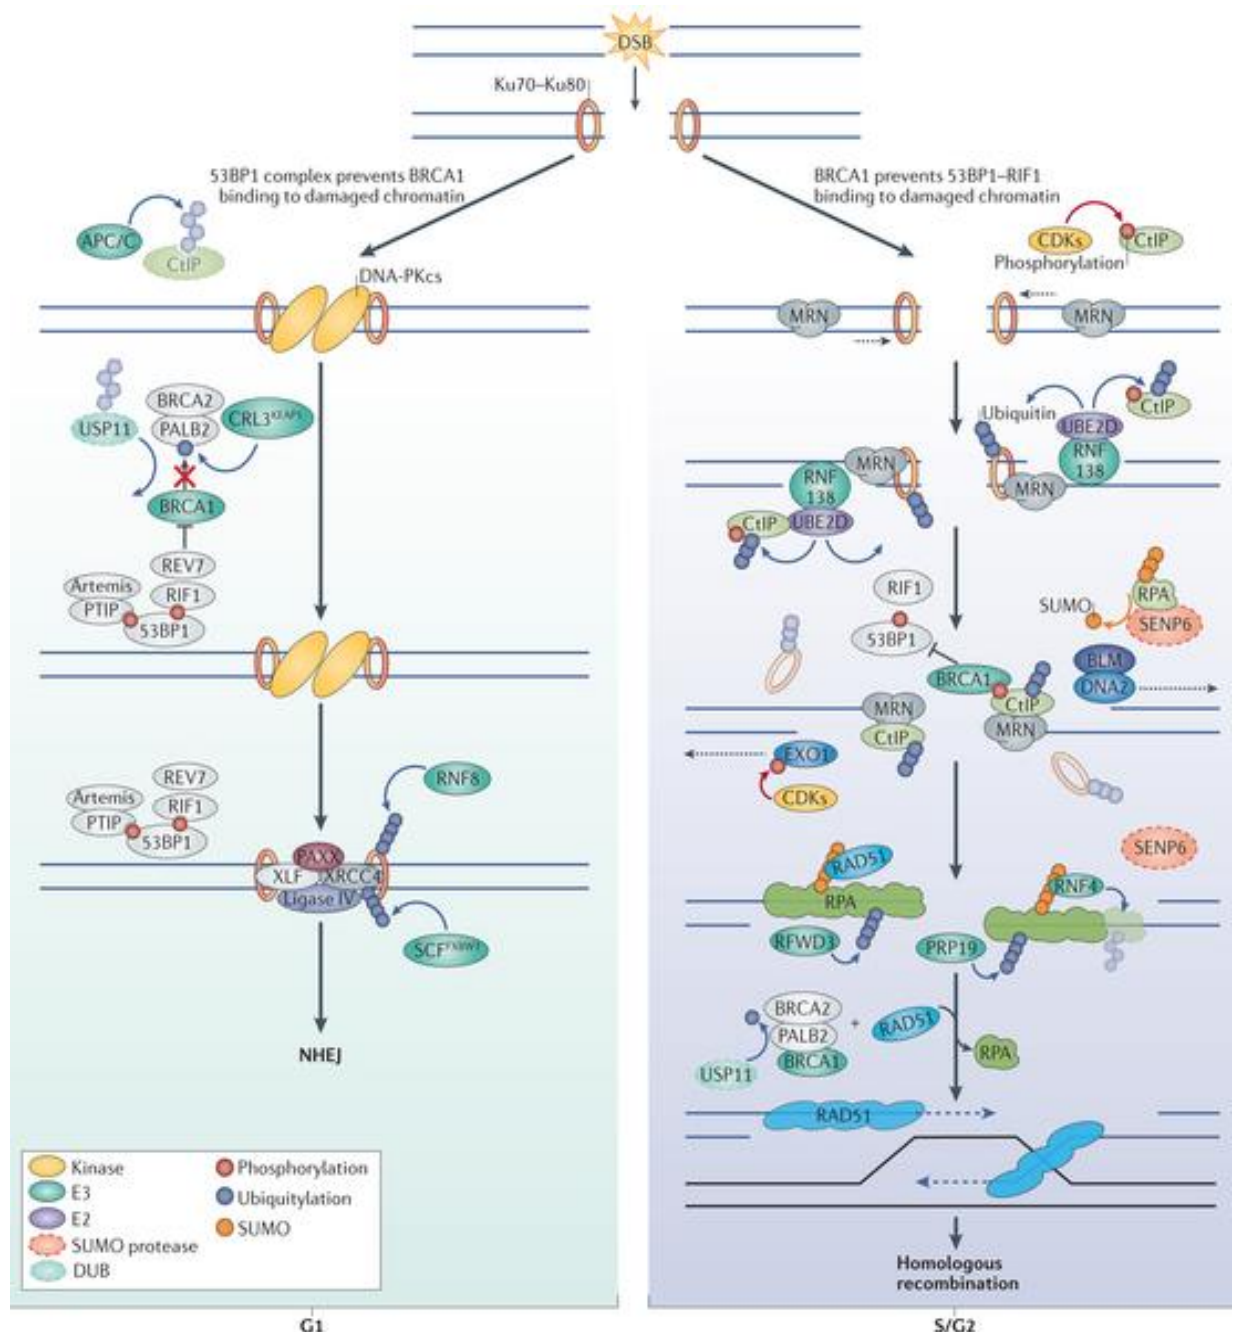 DSB
Ku70–Ku80
53BP1 complex prevents BRCA1
binding to damaged chromatin
BRCA1 prevents 53BP1–RIF1
binding to damaged chromatin
APC/C
CtIP
DNA-PKcs
USP11
BRCA2
PALB2
CRL3
BRCA1
REV7
Artemis
RIF1
PTIP
53BP1
REV7
Artemis
RIF1
PTIP
53BP1
RNF8
PAXX
XLF
XRCC4
Ligase IV
SCF
NHEJ
CDKs
CtIP
Phosphorylation
MRN
MRN
Ubiquitin
UBE2D
CtIP
RNF
138
MRN
MRN
RNF
138
CtIP
UBE2D
RIF1
53BP1
SUMO
RPA
SENP6
BLM
DNA2
BRCA1
CtIP
MRN
MRN
CtIP
EXO1
CDKs
SENP6
RAD51
RPA
RNF4
RFWD3
PRP19
BRCA2
PALB2
BRCA1
+
RAD51
RPA
USP11
RAD51
Homologous
recombination
Kinase
E3
E2
SUMO protease
DUB
Phosphorylation
Ubiquitylation
SUMO
G1
S/G2